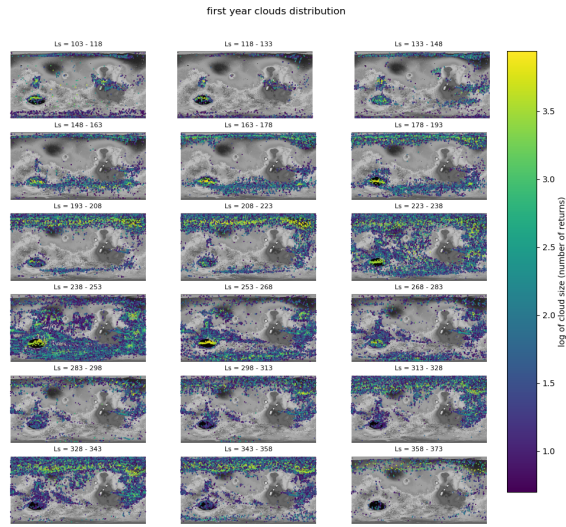 first year clouds distribution
Ls = 103 - 118
Ls = 118 - 133
Ls = 133 - 148
Ls = 148 - 163
Ls = 163 - 178
Ls = 178 - 193
Ls = 193 - 208
Ls = 208 - 223
Ls = 223 - 238
Ls = 238 - 253
Ls = 253 - 268
Ls = 268 - 283
Ls = 283 - 298
Ls = 298 - 313
Ls = 313 - 328
Ls = 328 - 343
Ls = 343 - 358
Ls = 358 - 373
3.5
3.0
2.5
2.0
1.5
1.0
log of cloud size (number of returns)